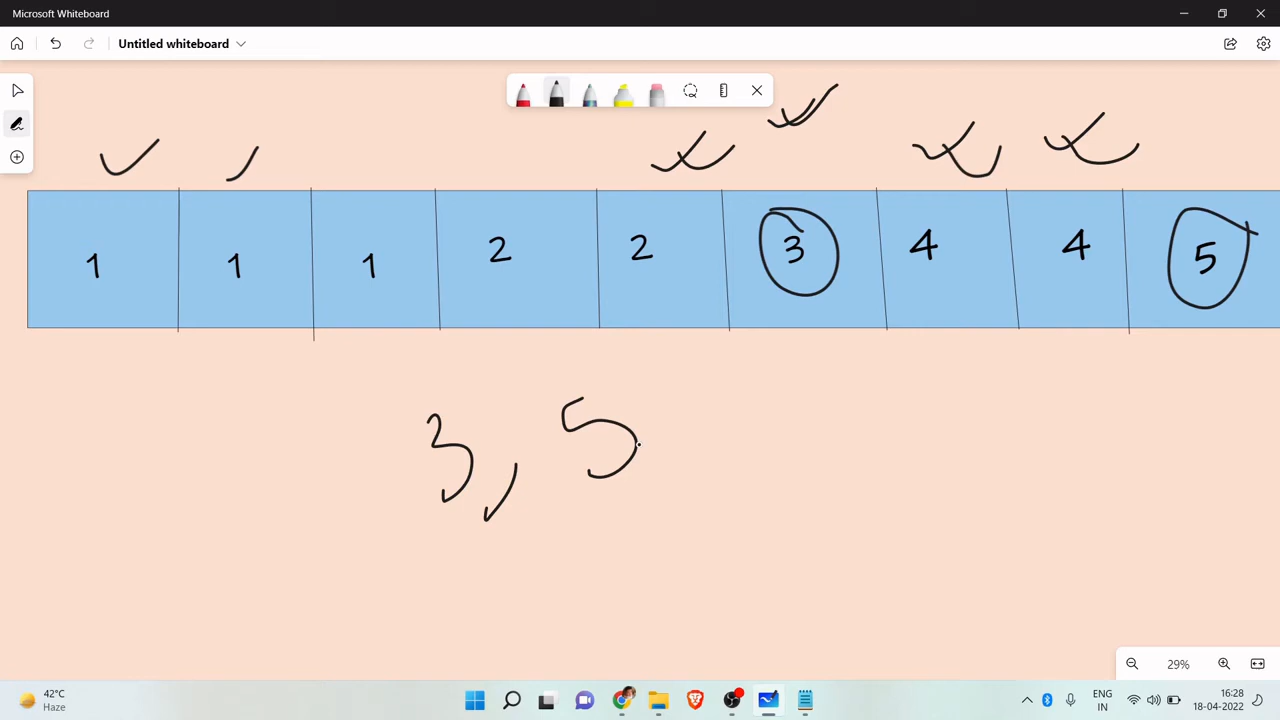 Microsoft Whiteboard
Untitled whiteboard
1 1 1 2 2 3 4 4 5
3, 5
29%
42°C
Haze
ENG
IN
16:28
18-04-2022